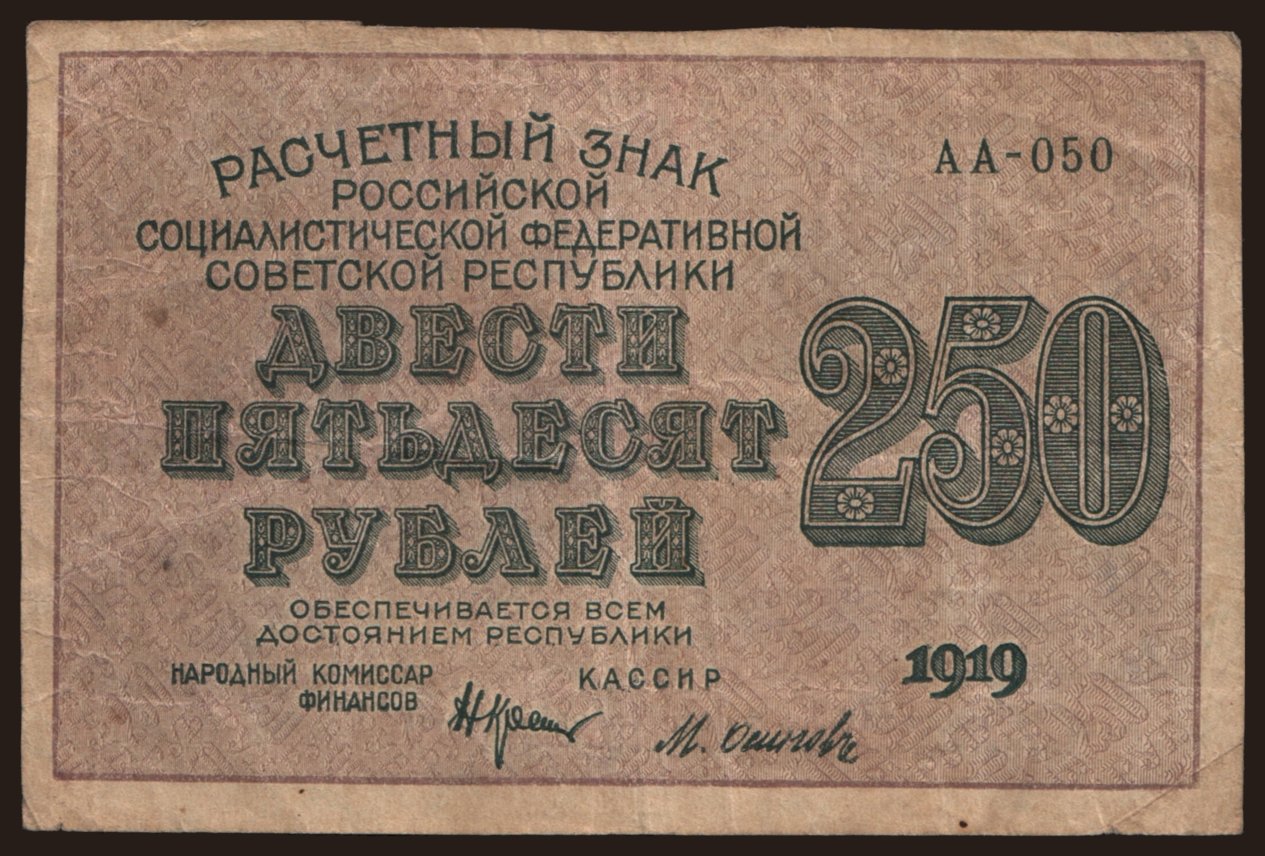 РАСЧЕТНЫЙ ЗНАК
РОССИЙСКОЙ
СОЦИАЛИСТИЧЕСКОЙ ФЕДЕРАТИВНОЙ
СОВЕТСКОЙ РЕСПУБЛИКИ
АА-050
ДВЕСТИ
ПЯТЬДЕСЯТ
РУБЛЕЙ
250
ОБЕСПЕЧИВАЕТСЯ ВСЕМ
ДОСТОЯНИЕМ РЕСПУБЛИКИ
НАРОДНЫЙ КОМИССАР
ФИНАНСОВ
КАССИР
М. Осиповъ
1919